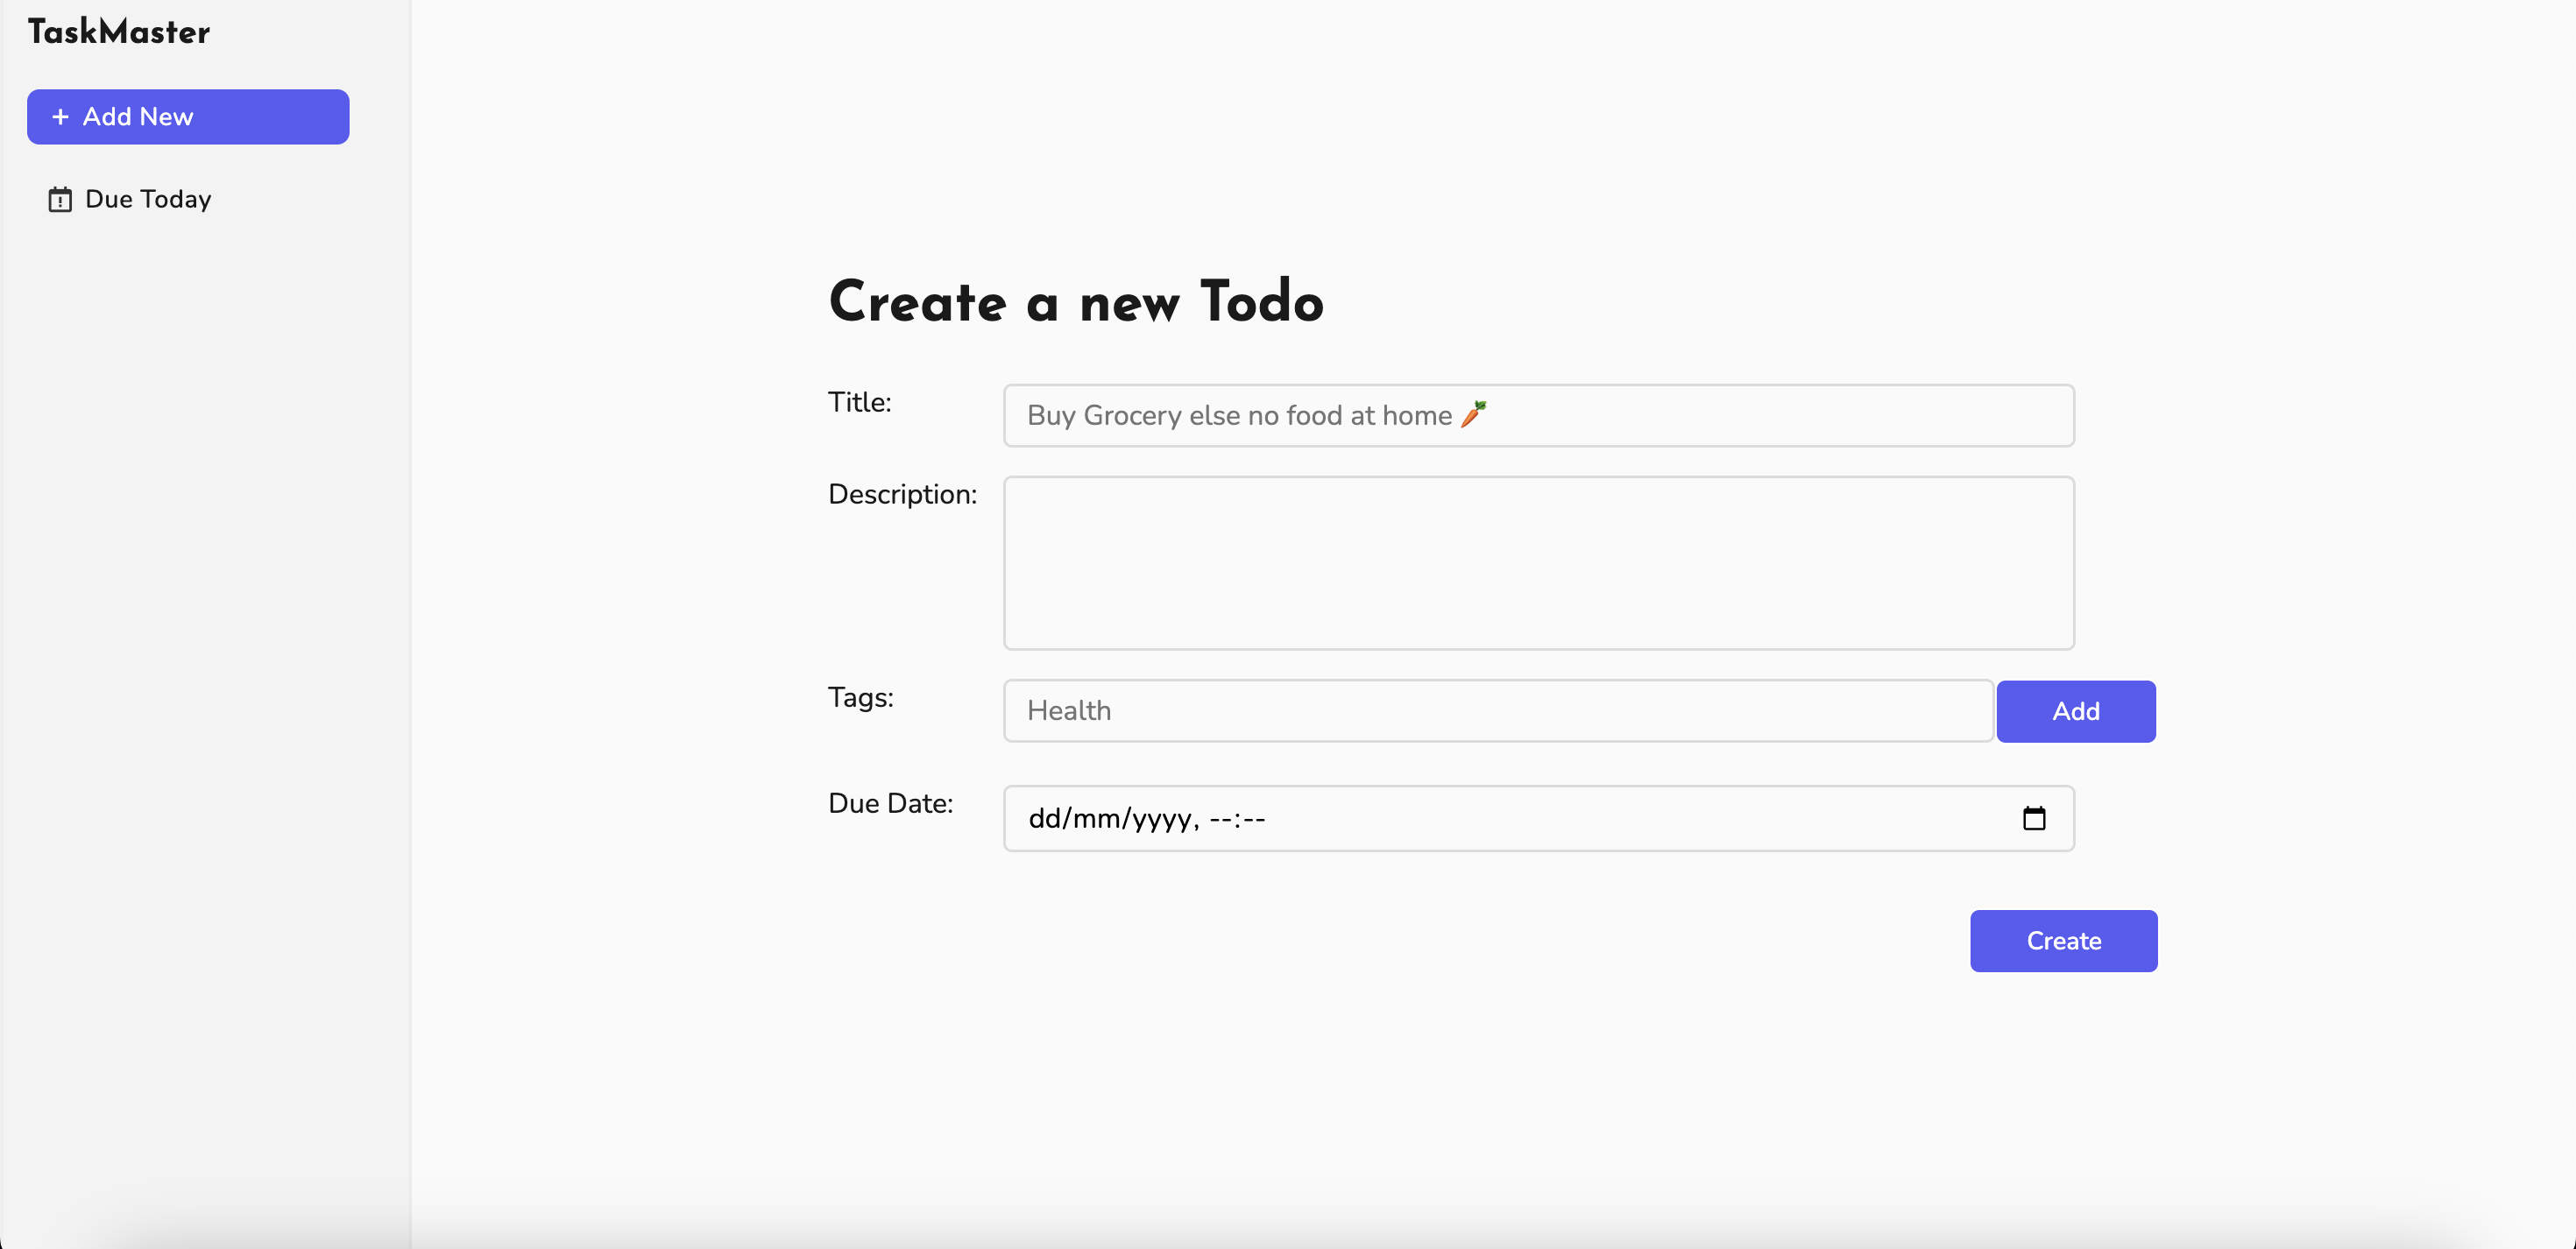 TaskMaster
+ Add New
Due Today
Create a new Todo
Title:
Buy Grocery else no food at home 🥕
Description:
Tags:
Health
Add
Due Date:
dd/mm/yyyy, --:--
Create